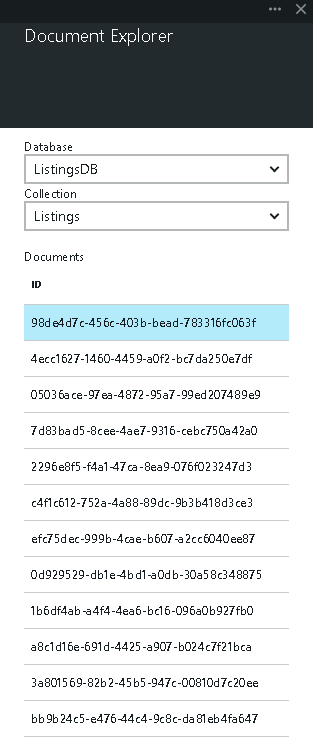 Document Explorer
Database
ListingsDB
Collection
Listings
Documents
ID
98de4d7c-456c-403b-bead-783316fc063f
4ecc1627-1460-4459-a0f2-bc7da250e7df
05036ace-97ea-4872-95a7-99ed207489e9
7d83bad5-8cee-4ae7-9316-cebc750a42a0
2296e8f5-f4a1-47ca-8ea9-076f023247d3
c4f1c612-752a-4a88-89dc-9b3b418d3ce3
efc75dec-999b-4cae-b607-a2cc6040ee87
0d929529-db1e-4bd1-a0db-30a58c348875
1b6df4ab-a4f4-4ea6-bc16-096a0b927fb0
a8c1d16e-691d-4425-a907-b024c7f21bca
3a801569-82b2-45b5-947c-00810d7c20ee
bb9b24c5-e476-44c4-9c8c-da81eb4fa647